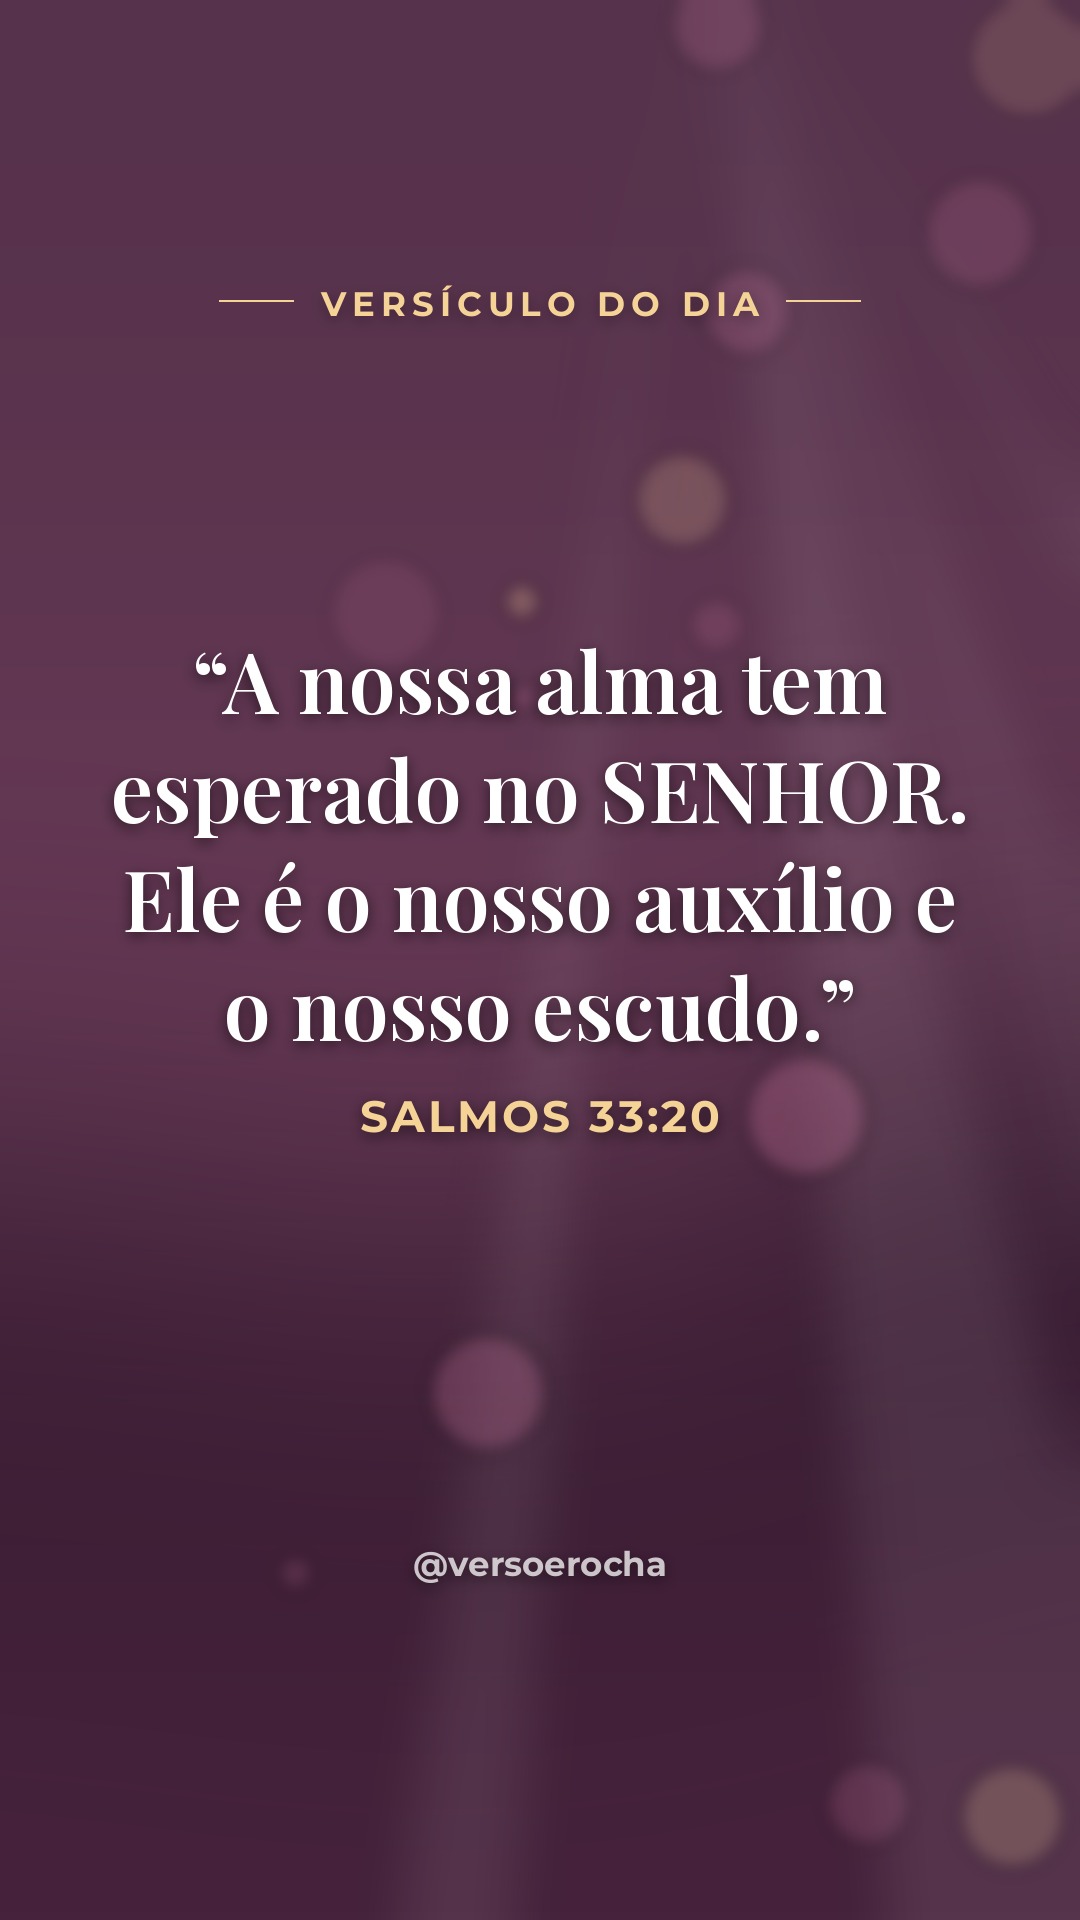 VERSÍCULO DO DIA
“A nossa alma tem
esperado no SENHOR.
Ele é o nosso auxílio e
o nosso escudo.”
SALMOS 33:20
@versoerocha